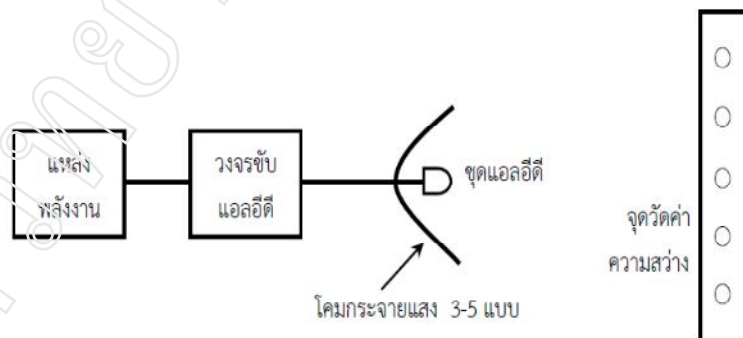 แหล่ง
พลังงาน
วงจรขับ
แอลอีดี
ชุดแอลอีดี
โคมกระจายแสง 3-5 แบบ
จุดวัดค่า
ความสว่าง